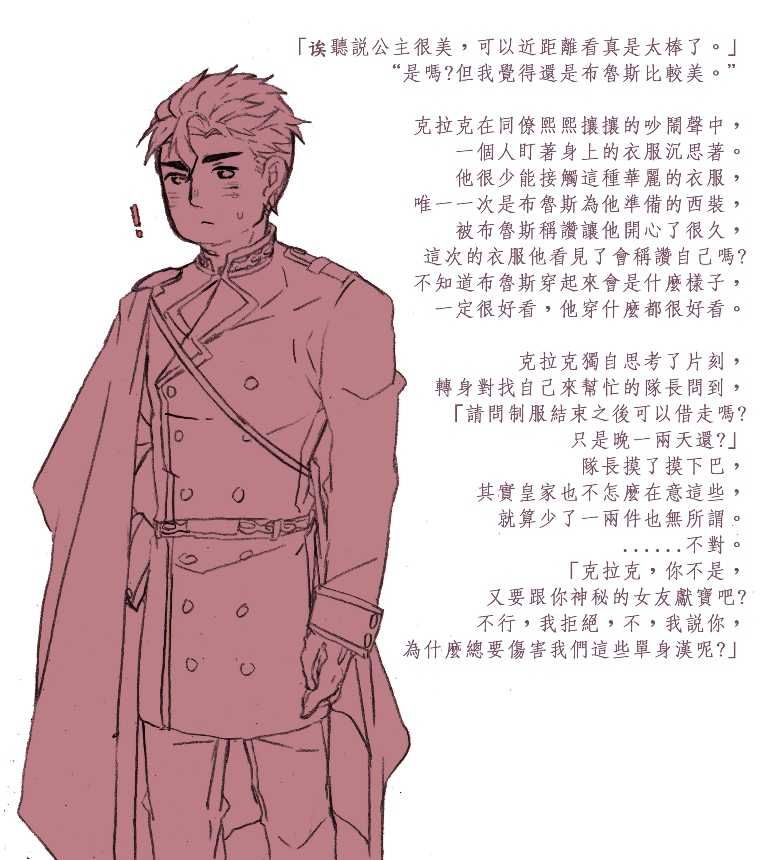 「诶聽說公主很美，可以近距離看真是太棒了。」
“是嗎?但我覺得還是布魯斯比較美。”
克拉克在同僚熙熙攘攘的吵鬧聲中，
一個人盯著身上的衣服沉思著。
他很少能接觸這種華麗的衣服，
唯一一次是布魯斯為他準備的西裝，
被布魯斯稱讚讓他開心了很久，
這次的衣服他看見了會稱讚自己嗎?
不知道布魯斯穿起來會是什麼樣子，
一定很好看，他穿什麼都很好看。
克拉克獨自思考了片刻，
轉身對找自己來幫忙的隊長問到，
「請問制服結束之後可以借走嗎?
只是晚一兩天還?」
隊長摸了摸下巴，
其實皇家也不怎麼在意這些，
就算少了一兩件也無所謂。
......不對。
「克拉克，你不是，
又要跟你神秘的女友獻寶吧?
不行，我拒絕，不，我說你，
為什麼總要傷害我們這些單身漢呢?」
!